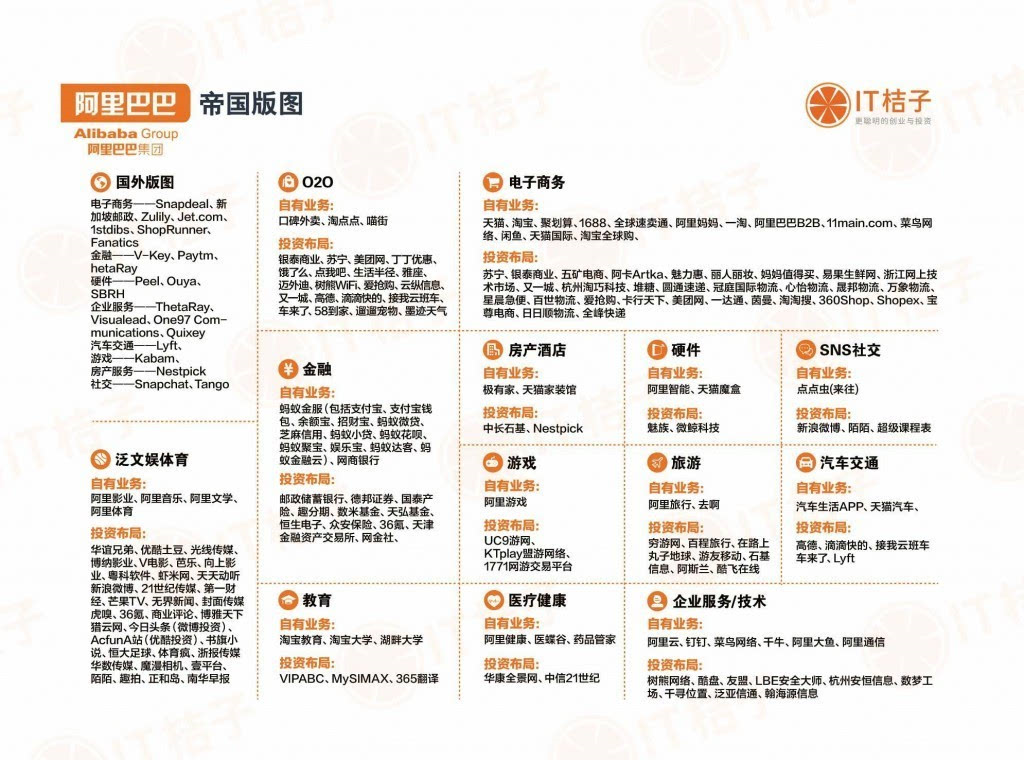 阿里巴巴 帝国版图
Alibaba Group
阿里巴巴集团
IT桔子
更聪明的创业与投资
国外版图
电子商务——Snapdeal、新
加坡邮政、Zulily、Jet.com、
1stdibs、ShopRunner、
Fanatics
金融——V-Key、Paytm、
hetaRay
硬件——Peel、Ouya、
SBRH
企业服务——ThetaRay、
Visualead、One97 Com-
munications、Quixey
汽车交通——Lyft、
游戏——Kabam、
房产服务——Nestpick
社交——Snapchat、Tango
O2O
自有业务:
口碑外卖、淘点点、喵街
投资布局:
银泰商业、苏宁、美团网、丁丁优惠、
饿了么、点我吧、生活半径、雅座、
迈外迪、树熊WiFi、爱抢购、云纵信息、
又一城、高德、滴滴快的、接我云班车、
车来了、58到家、遛遛宠物、墨迹天气
电子商务
自有业务:
天猫、淘宝、聚划算、1688、全球速卖通、阿里妈妈、一淘、阿里巴巴B2B、11main.com、菜鸟网
络、闲鱼、天猫国际、淘宝全球购、
投资布局:
苏宁、银泰商业、五矿电商、阿卡Artka、魅力惠、丽人丽妆、妈妈值得买、易果生鲜网、浙江网上技
术市场、又一城、杭州淘巧科技、堆糖、圆通速递、冠庭国际物流、心怡物流、晟邦物流、万象物流、
星晨急便、百世物流、爱抢购、卡行天下、美团网、一达通、茵曼、淘淘搜、360Shop、Shopex、宝
尊电商、日日顺物流、全峰快递
金融
自有业务:
蚂蚁金服（包括支付宝、支付宝钱
包、余额宝、招财宝、蚂蚁微贷、
芝麻信用、蚂蚁小贷、蚂蚁花呗、
蚂蚁聚宝、娱乐宝、蚂蚁达客、蚂
蚁金融云）、网商银行
投资布局:
邮政储蓄银行、德邦证券、国泰产
险、趣分期、数米基金、天弘基金、
恒生电子、众安保险、36氪、天津
金融资产交易所、网金社、
房产酒店
自有业务:
极有家、天猫家装馆
投资布局:
中长石基、Nestpick
硬件
自有业务:
阿里智能、天猫魔盒
投资布局:
魅族、微鲸科技
SNS社交
自有业务:
点点虫(来往)
投资布局:
新浪微博、陌陌、超级课程表
泛文娱体育
自有业务:
阿里影业、阿里音乐、阿里文学、
阿里体育
投资布局:
华谊兄弟、优酷土豆、光线传媒、
博纳影业、V电影、芭乐、向上影
业、粤科软件、虾米网、天天动听
新浪微博、21世纪传媒、第一财
经、芒果TV、无界新闻、封面传媒
虎嗅、36氪、商业评论、博雅天下
猎云网、今日头条（微博投资）、
AcfunA站（优酷投资）、书旗小
说、恒大足球、体育疯、浙报传媒
华数传媒、魔漫相机、壹平台、
陌陌、趣拍、正和岛、南华早报
游戏
自有业务:
阿里游戏
投资布局:
UC9游网、
KTplay盟游网络、
1771网游交易平台
旅游
自有业务:
阿里旅行、去啊
投资布局:
穷游网、百程旅行、在路上
丸子地球、游友移动、石基
信息、阿斯兰、酷飞在线
汽车交通
自有业务:
汽车生活APP、天猫汽车、
投资布局:
高德、滴滴快的、接我云班车
车来了、Lyft
教育
自有业务:
淘宝教育、淘宝大学、湖畔大学
投资布局:
VIPABC、MySIMAX、365翻译
医疗健康
自有业务:
阿里健康、医蝶谷、药品管家
投资布局:
华康全景网、中信21世纪
企业服务/技术
自有业务:
阿里云、钉钉、菜鸟网络、千牛、阿里大鱼、阿里通信
投资布局:
树熊网络、酷盘、友盟、LBE安全大师、杭州安恒信息、数梦工
场、千寻位置、泛亚信通、翰海源信息